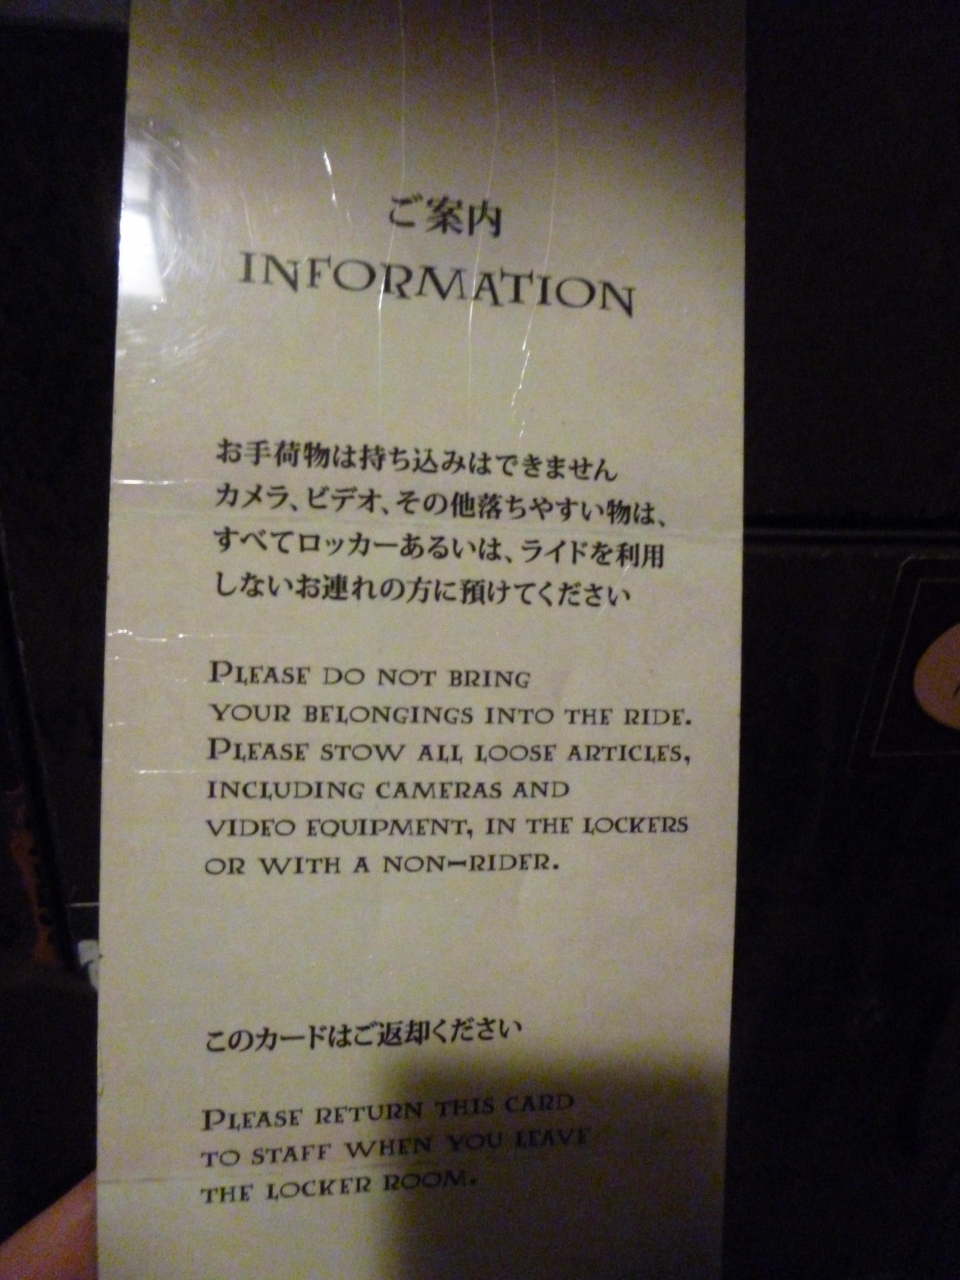 ご案内
INFORMATION
お手荷物は持ち込みはできません
カメラ、ビデオ、その他落ちやすい物は、
すべてロッカーあるいは、ライドを利用
しないお連れの方に預けてください
PLEASE DO NOT BRING
YOUR BELONGINGS INTO THE RIDE.
PLEASE STOW ALL LOOSE ARTICLES,
INCLUDING CAMERAS AND
VIDEO EQUIPMENT, IN THE LOCKERS
OR WITH A NON-RIDER.
このカードはご返却ください
PLEASE RETURN THIS CARD
TO STAFF WHEN YOU LEAVE
THE LOCKER ROOM.